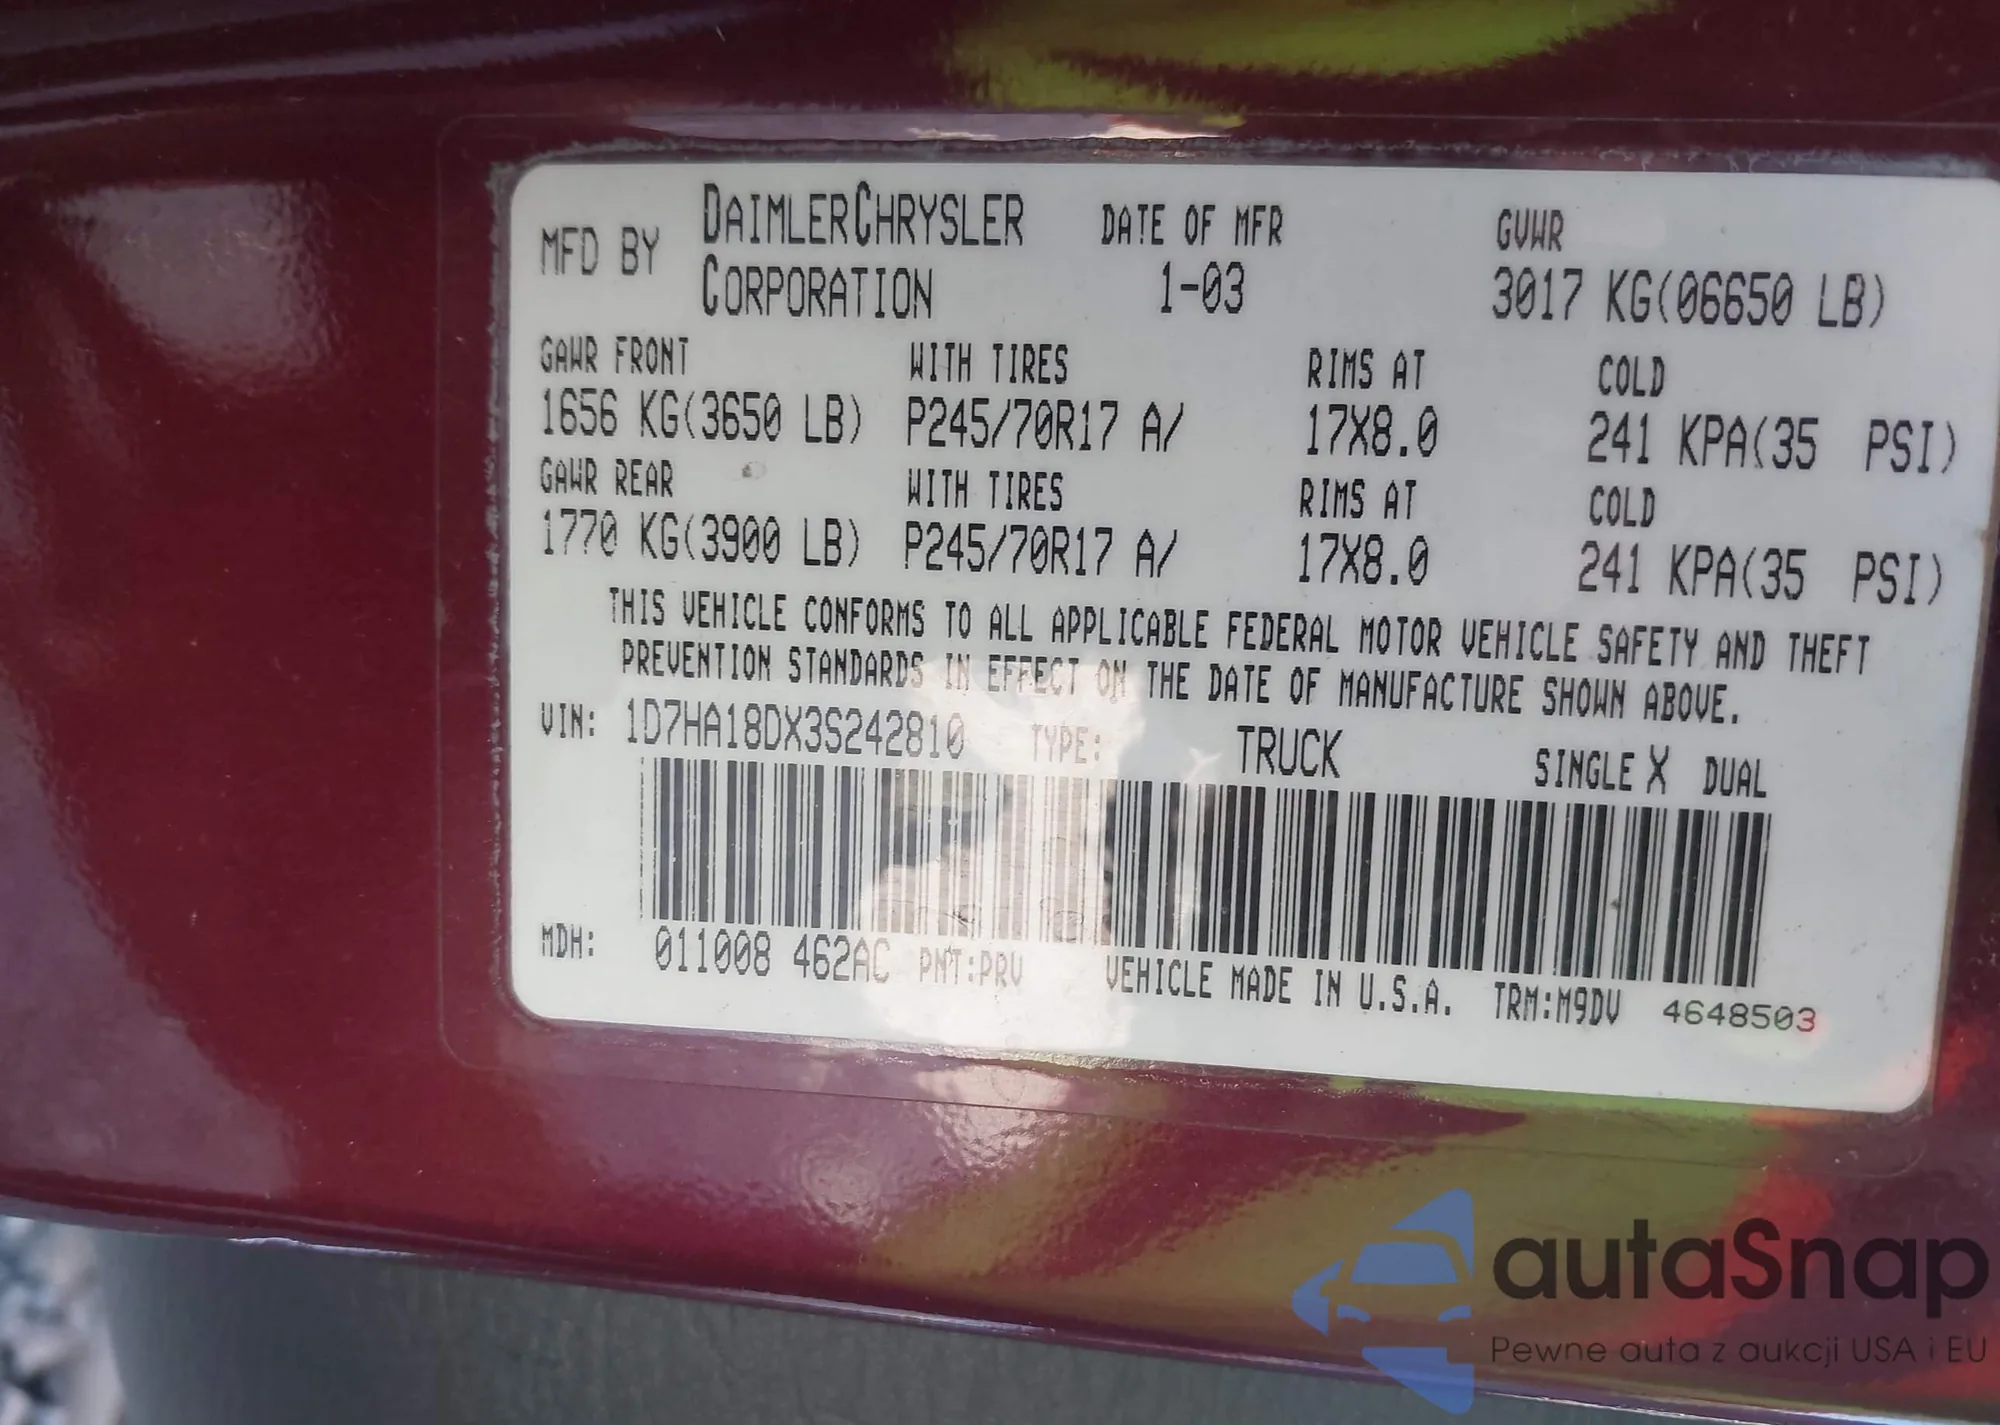 MFD BY DAIMLERCHRYSLER CORPORATION DATE OF MFR 1-03 GVWR 3017 KG(06650 LB)
GAWR FRONT WITH TIRES RIMS AT COLD
1656 KG(3650 LB) P245/70R17 A/ 17X8.0 241 KPA(35 PSI)
GAWR REAR WITH TIRES RIMS AT COLD
1770 KG(3900 LB) P245/70R17 A/ 17X8.0 241 KPA(35 PSI)
THIS VEHICLE CONFORMS TO ALL APPLICABLE FEDERAL MOTOR VEHICLE SAFETY AND THEFT
PREVENTION STANDARDS IN EFFECT ON THE DATE OF MANUFACTURE SHOWN ABOVE.
VIN: 1D7HA18DX3S242810 TYPE: TRUCK SINGLE X DUAL
MDH: 011008 462AC PNT:PRV VEHICLE MADE IN U.S.A. TRM:M9DV 4648503
autaSnap
Pewne auta z aukcji USA i EU